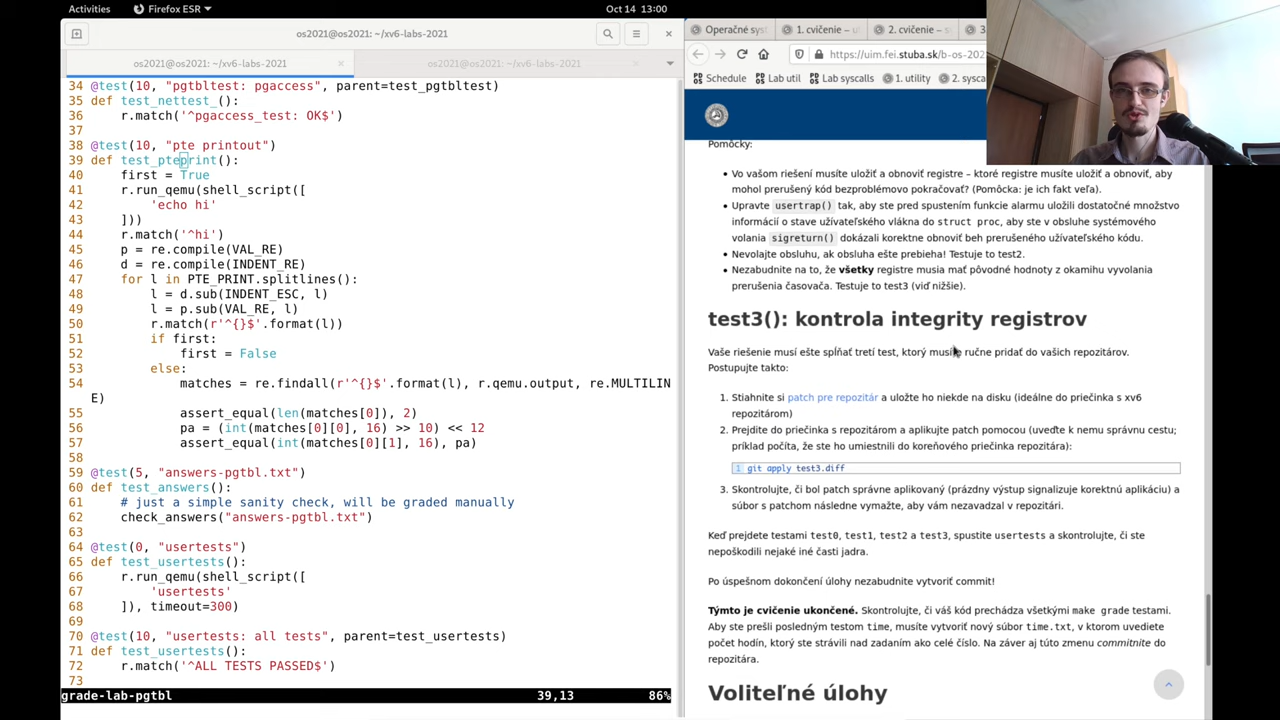 Activities
Firefox ESR
Oct 14 13:00
os2021@os2021: ~/xv6-labs-2021
os2021@os2021: ~/xv6-labs-2021
os2021@os2021: ~/xv6-labs-2021
34 @test(10, "pgtbltest: pgaccess", parent=test_pgtbltest)
35 def test_nettest_():
36     r.match('^pgaccess_test: OK$')
37
38 @test(10, "pte printout")
39 def test_pteprint():
40     first = True
41     r.run_qemu(shell_script([
42         'echo hi'
43     ]))
44     r.match('^hi')
45     p = re.compile(VAL_RE)
46     d = re.compile(INDENT_RE)
47     for l in PTE_PRINT.splitlines():
48         l = d.sub(INDENT_ESC, l)
49         l = p.sub(VAL_RE, l)
50         r.match(r'^{}$'.format(l))
51         if first:
52             first = False
53         else:
54             matches = re.findall(r'^{}$'.format(l), r.qemu.output, re.MULTILIN
E)
55             assert_equal(len(matches[0]), 2)
56             pa = (int(matches[0][0], 16) >> 10) << 12
57             assert_equal(int(matches[0][1], 16), pa)
58
59 @test(5, "answers-pgtbl.txt")
60 def test_answers():
61     # just a simple sanity check, will be graded manually
62     check_answers("answers-pgtbl.txt")
63
64 @test(0, "usertests")
65 def test_usertests():
66     r.run_qemu(shell_script([
67         'usertests'
68     ]), timeout=300)
69
70 @test(10, "usertests: all tests", parent=test_usertests)
71 def test_usertests():
72     r.match('^ALL TESTS PASSED$')
73
grade-lab-pgtbl 39,13 86%
Operačné sys
1. cvičenie –
2. cvičenie –
3
https://uim.fei.stuba.sk/b-os-202
Schedule
Lab util
Lab syscalls
1. utility
2. sysca
Pomôcky:
Vo vašom riešení musíte uložiť a obnoviť registre – ktoré registre musíte uložiť a obnoviť, aby
mohol prerušený kód bezproblémovo pokračovať? (Pomôcka: je ich fakt veľa).
Upravte usertrap() tak, aby ste pred spustením funkcie alarmu uložili dostatočné množstvo
informácií o stave užívateľského vlákna do struct proc, aby ste v obsluhe systémového
volania sigreturn() dokázali korektne obnoviť beh prerušeného užívateľského kódu.
Nevolajte obsluhu, ak obsluha ešte prebieha! Testuje to test2.
Nezabudnite na to, že všetky registre musia mať pôvodné hodnoty z okamihu vyvolania
prerušenia časovača. Testuje to test3 (viď nižšie).
test3(): kontrola integrity registrov
Vaše riešenie musí ešte spĺňať tretí test, ktorý musíte ručne pridať do vašich repozitárov.
Postupujte takto:
1. Stiahnite si patch pre repozitár a uložte ho niekde na disku (ideálne do priečinka s xv6
repozitárom)
2. Prejdite do priečinka s repozitárom a aplikujte patch pomocou (uveďte k nemu správnu cestu;
príklad počíta, že ste ho umiestnili do koreňového priečinka repozitára):
1 git apply test3.diff
3. Skontrolujte, či bol patch správne aplikovaný (prázdny výstup signalizuje korektnú aplikáciu) a
súbor s patchom následne vymažte, aby vám nezavadzal v repozitári.
Keď prejdete testami test0, test1, test2 a test3, spustite usertests a skontrolujte, či ste
nepoškodili nejaké iné časti jadra.
Po úspešnom dokončení úlohy nezabudnite vytvoriť commit!
Týmto je cvičenie ukončené. Skontrolujte, či váš kód prechádza všetkými make grade testami.
Aby ste prešli posledným testom time, musíte vytvoriť nový súbor time.txt, v ktorom uvediete
počet hodín, ktorý ste strávili nad zadaním ako celé číslo. Na záver aj túto zmenu commitnite do
repozitára.
Voliteľné úlohy